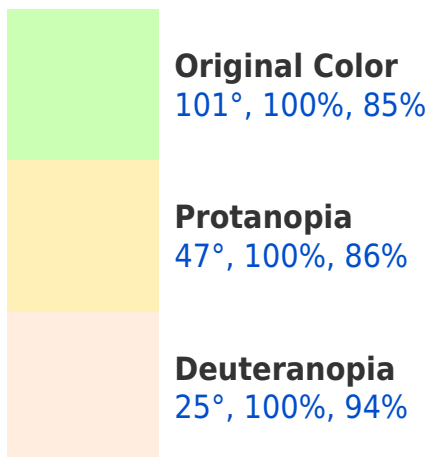 Original Color
101°, 100%, 85%
Protanopia
47°, 100%, 86%
Deuteranopia
25°, 100%, 94%